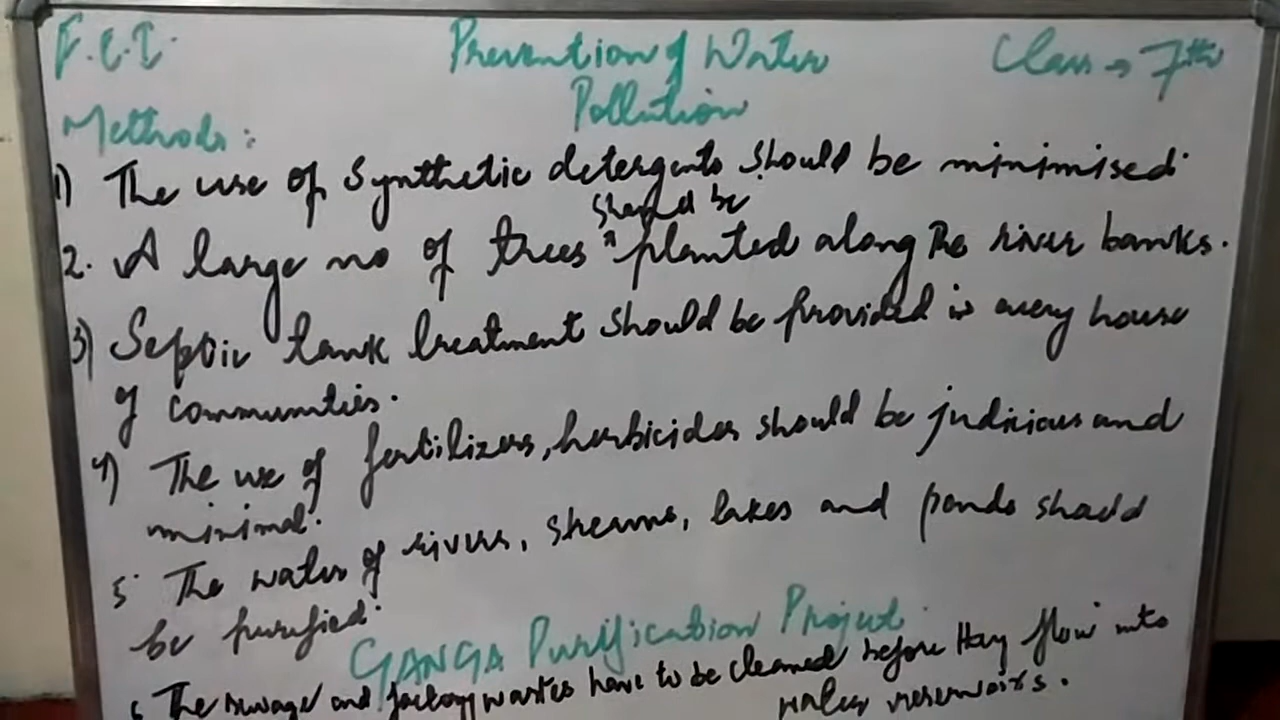 F.E.E. Prevention of Water Class → 7th
Pollution
Methods:
1) The use of Synthetic detergents should be minimised.
should be
2. A large no of trees ^ planted along the river banks.
3) Septic tank treatment should be provided is every house
of communities.
4) The use of fertilizers, herbicides should be judicious and
minimal.
5. The water of rivers, streams, lakes and ponds should
be purified.
GANGA Purification Project.
6 The sewage and factory wastes have to be cleaned before they flow into
water reservoirs.